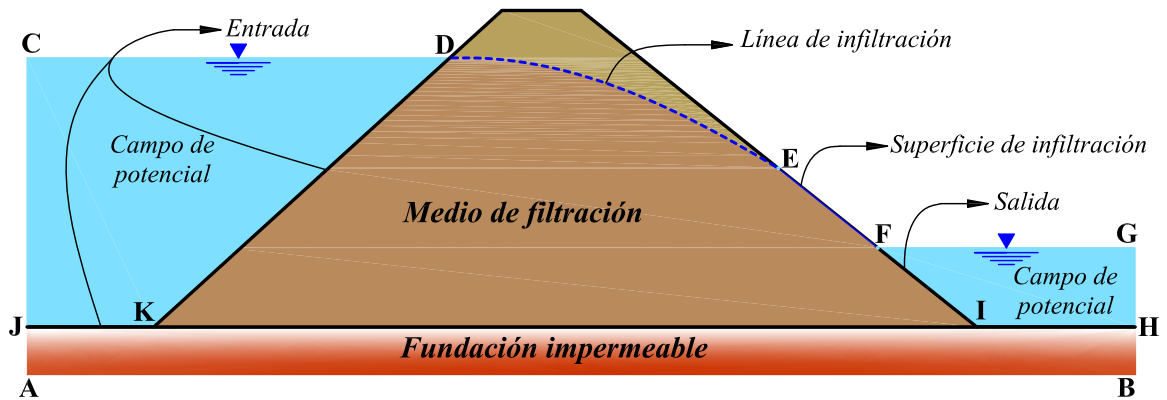 Entrada
C
D
Línea de infiltración
Campo de
potencial
E
Superficie de infiltración
Medio de filtración
Salida
F
G
Campo de
potencial
K
I
J
H
Fundación impermeable
A
B